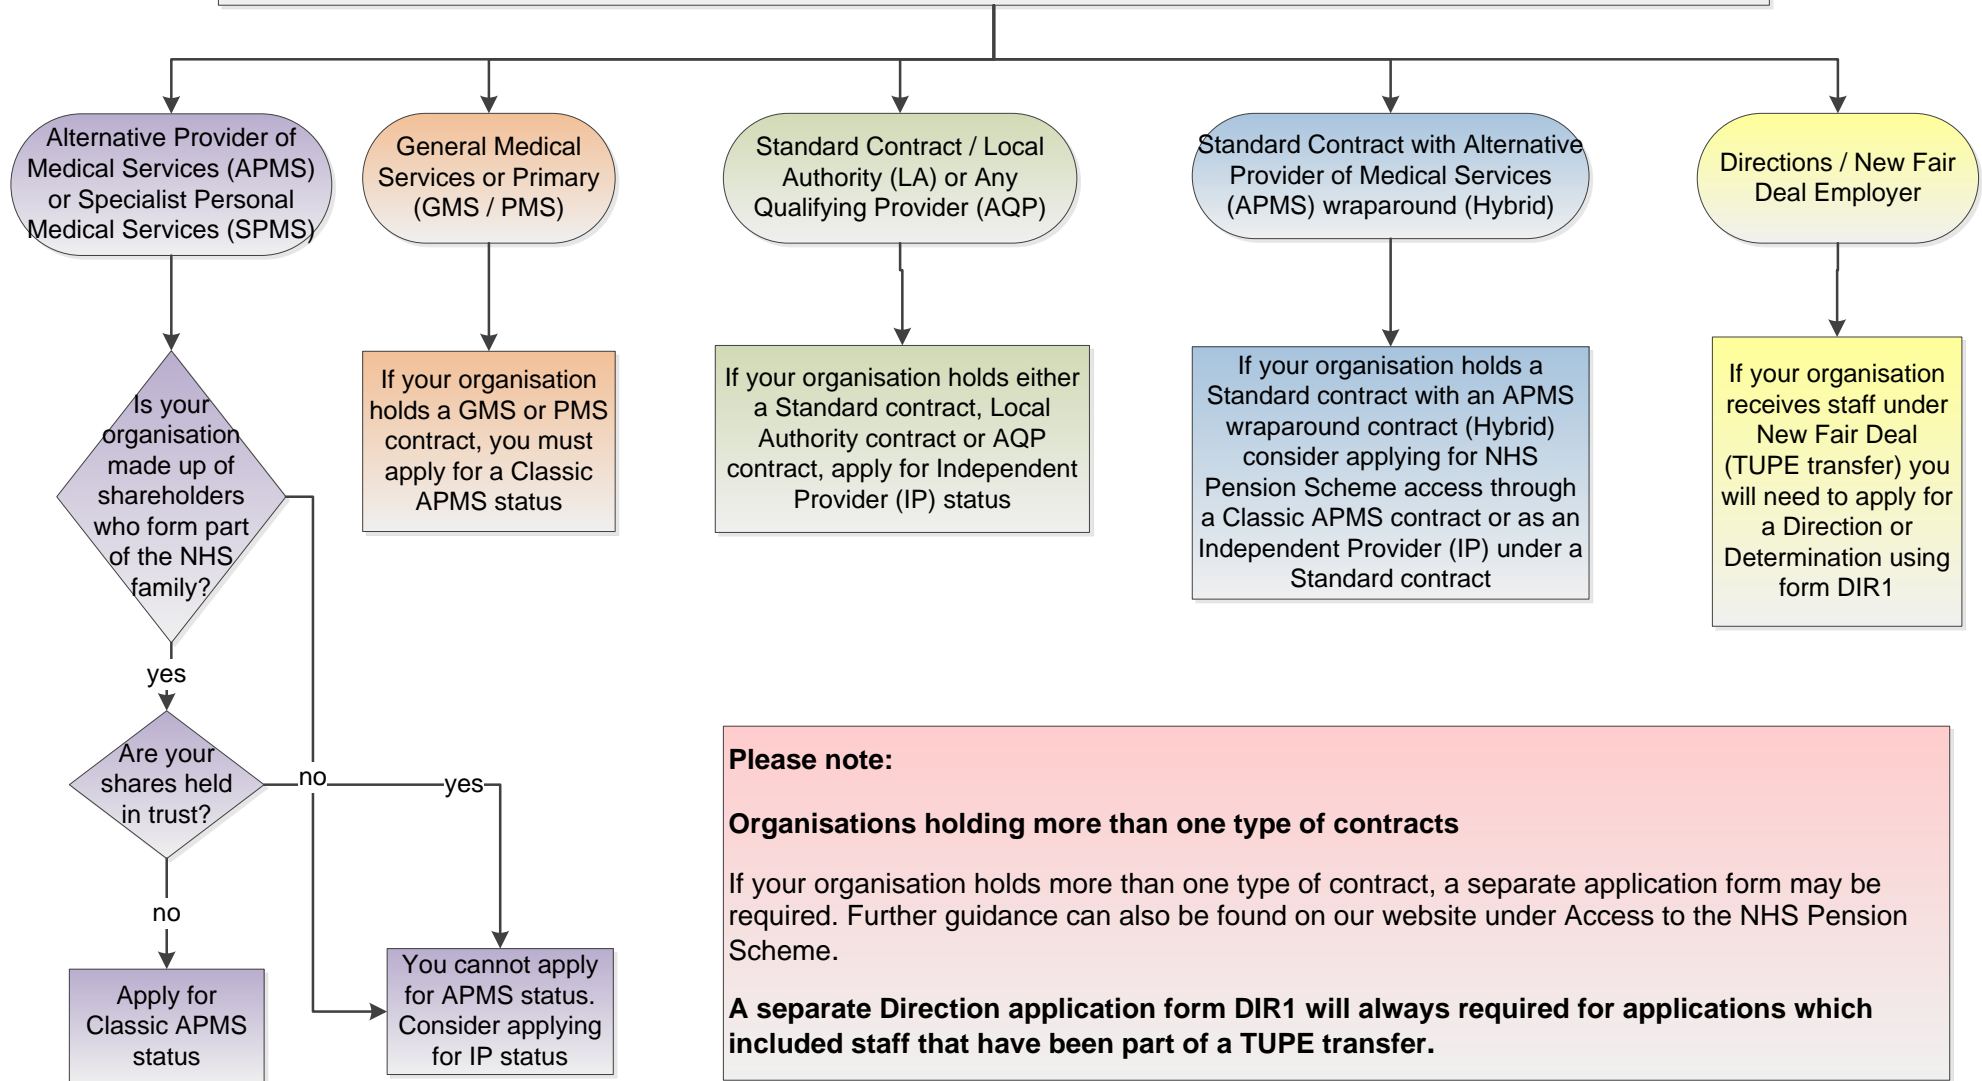 Alternative Provider of
Medical Services (APMS)
or Specialist Personal
Medical Services (SPMS)
General Medical
Services or Primary
(GMS / PMS)
Standard Contract / Local
Authority (LA) or Any
Qualifying Provider (AQP)
Standard Contract with Alternative
Provider of Medical Services
(APMS) wraparound (Hybrid)
Directions / New Fair
Deal Employer
Is your
organisation
made up of
shareholders
who form part
of the NHS
family?
If your organisation
holds a GMS or PMS
contract, you must
apply for a Classic
APMS status
If your organisation holds either
a Standard contract, Local
Authority contract or AQP
contract, apply for Independent
Provider (IP) status
If your organisation holds a
Standard contract with an APMS
wraparound contract (Hybrid)
consider applying for NHS
Pension Scheme access through
a Classic APMS contract or as an
Independent Provider (IP) under a
Standard contract
If your organisation
receives staff under
New Fair Deal
(TUPE transfer) you
will need to apply for
a Direction or
Determination using
form DIR1
yes
Are your
shares held
in trust?
no
yes
no
Apply for
Classic APMS
status
You cannot apply
for APMS status.
Consider applying
for IP status
Please note:
Organisations holding more than one type of contracts
If your organisation holds more than one type of contract, a separate application form may be
required. Further guidance can also be found on our website under Access to the NHS Pension
Scheme.
A separate Direction application form DIR1 will always required for applications which
included staff that have been part of a TUPE transfer.